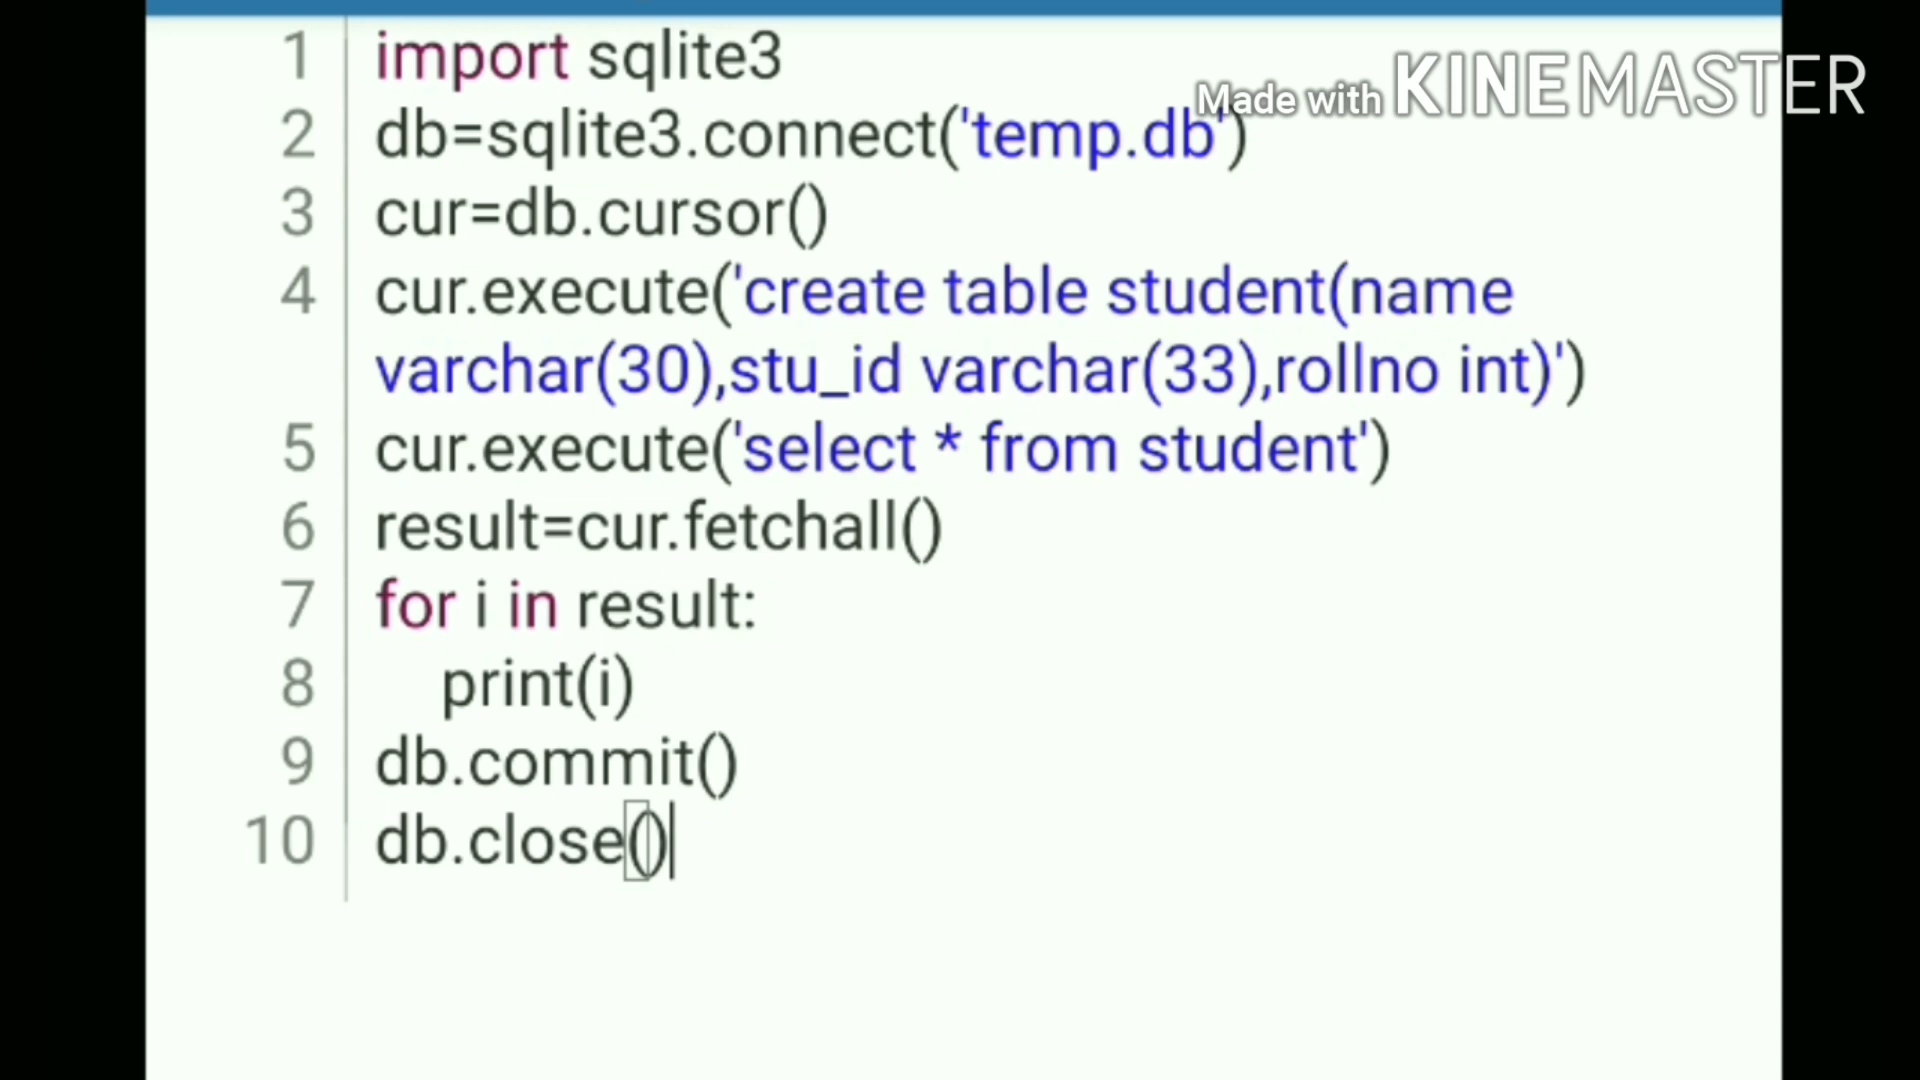 1 import sqlite3
Made with KINEMASTER
2 db=sqlite3.connect('temp.db')
3 cur=db.cursor()
4 cur.execute('create table student(name
varchar(30),stu_id varchar(33),rollno int)')
5 cur.execute('select * from student')
6 result=cur.fetchall()
7 for i in result:
8     print(i)
9 db.commit()
10 db.close()